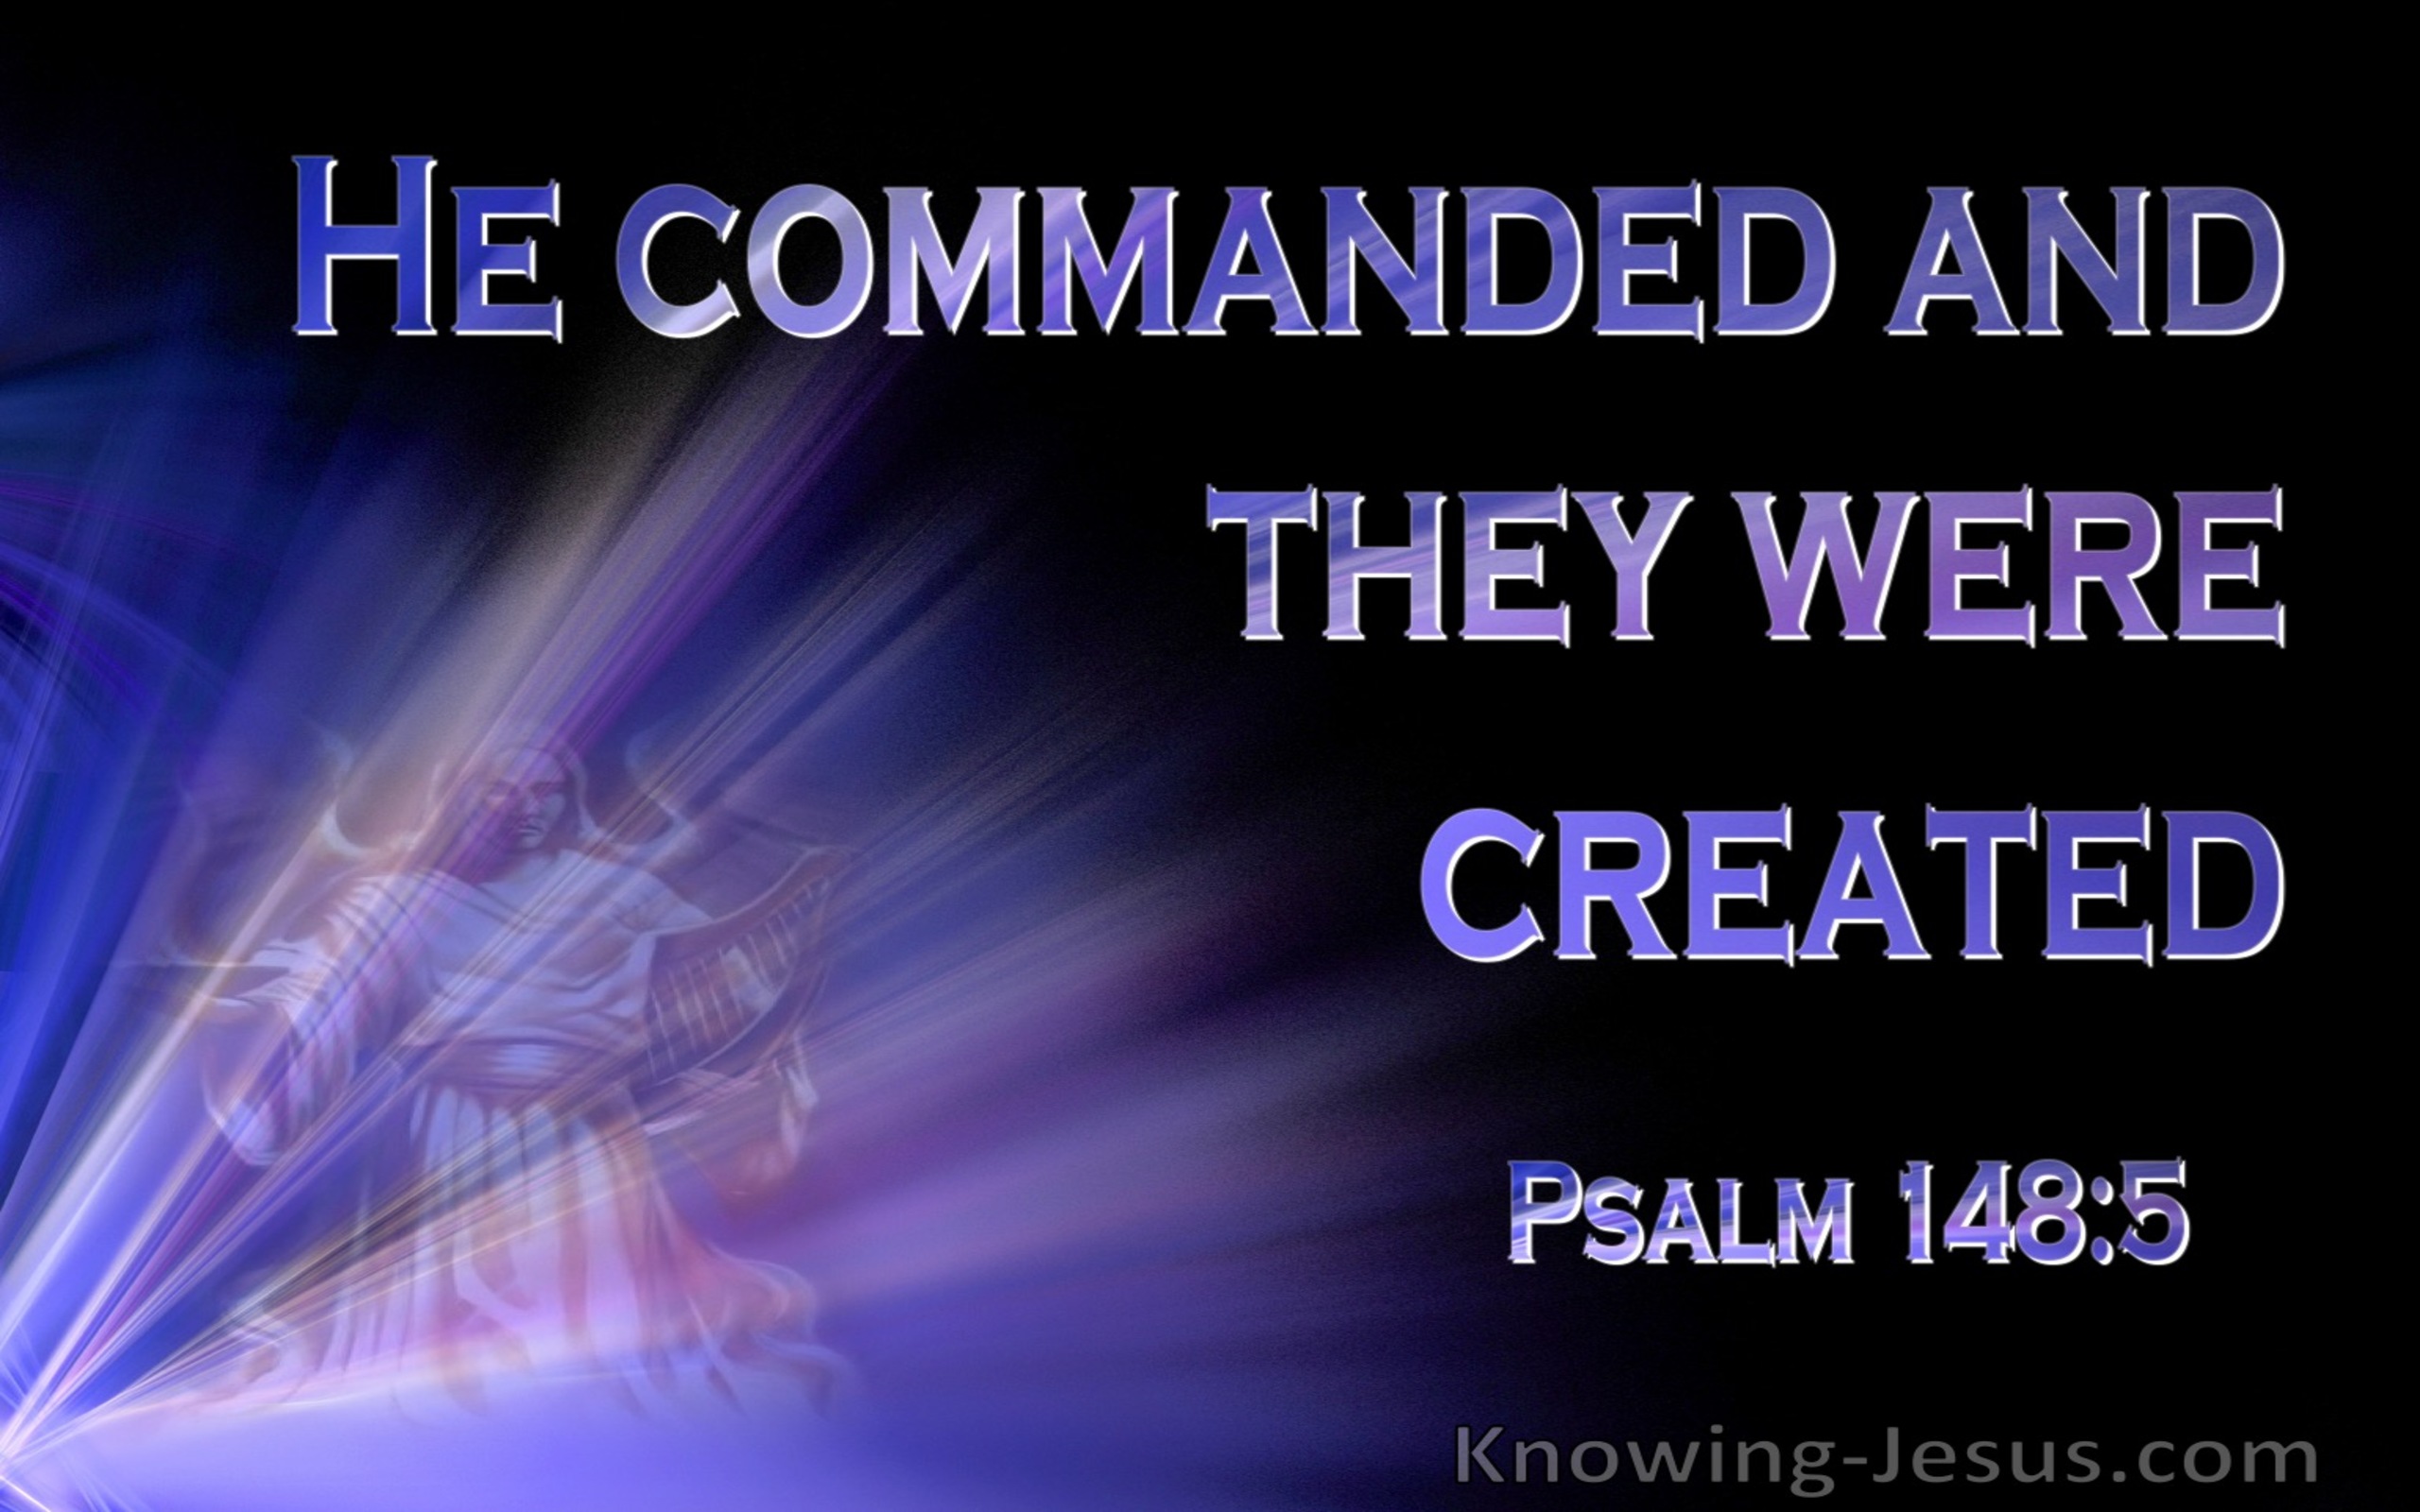 He commanded and
they were
created
Psalm 148:5
Knowing-Jesus.com